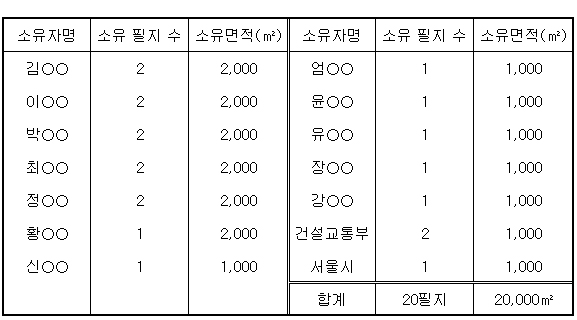 소유자명 소유 필지 수 소유면적(㎡) 소유자명 소유 필지 수 소유면적(㎡)
김○○ 2 2,000 엄○○ 1 1,000
이○○ 2 2,000 윤○○ 1 1,000
박○○ 2 2,000 유○○ 1 1,000
최○○ 2 2,000 장○○ 1 1,000
정○○ 2 2,000 강○○ 1 1,000
황○○ 1 2,000 건설교통부 2 1,000
신○○ 1 1,000 서울시 1 1,000
합계 20필지 20,000㎡